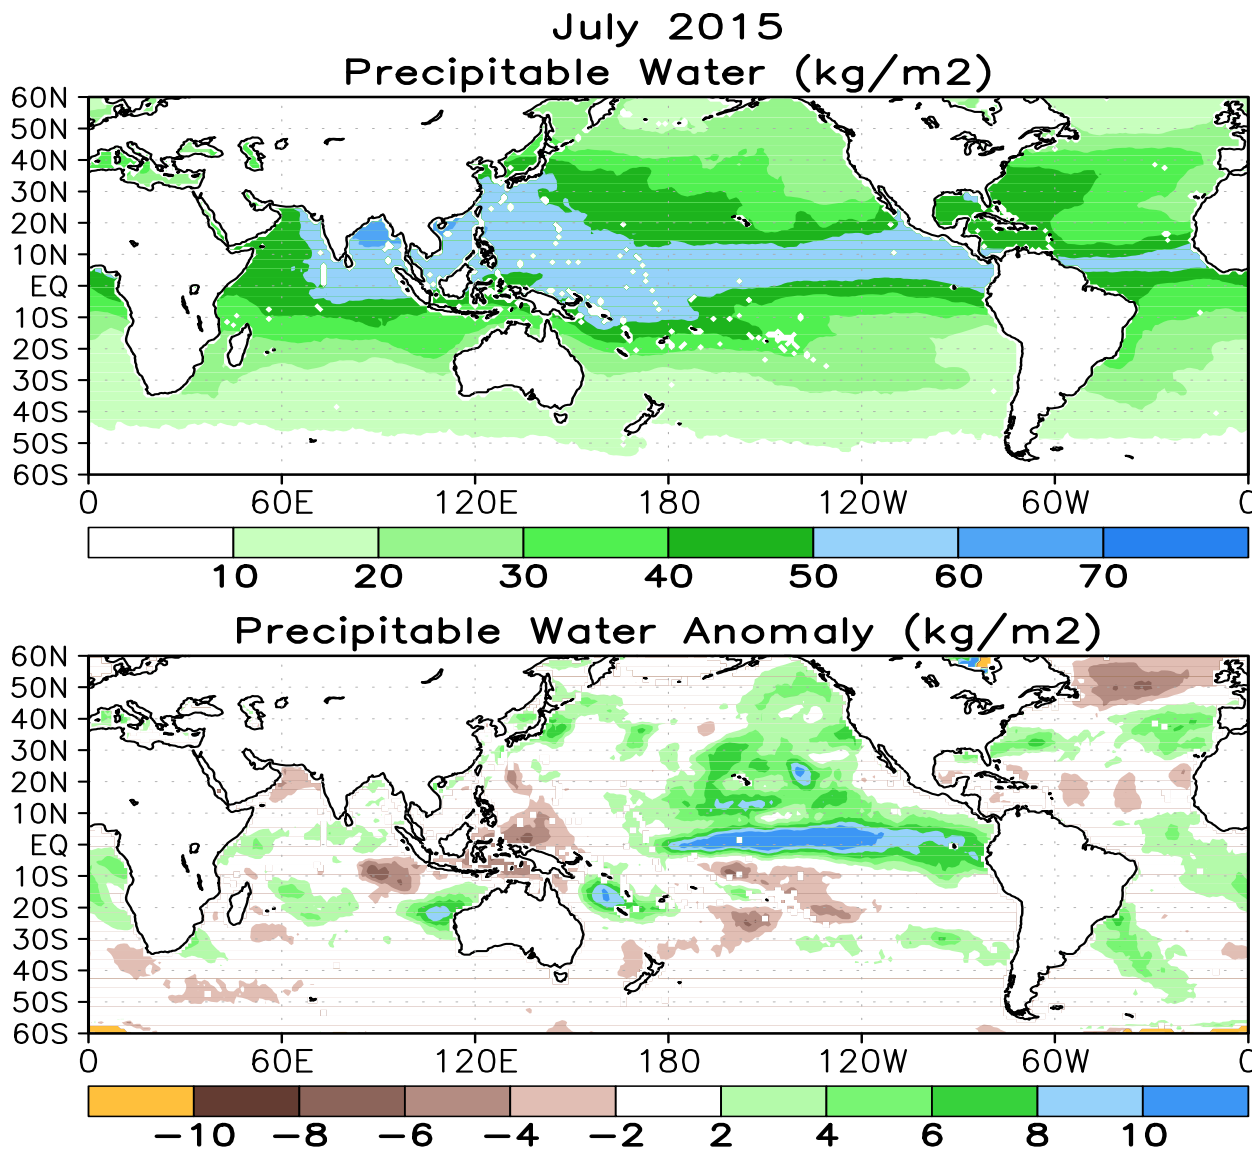 July 2015
Precipitable Water (kg/m2)
60N
50N
40N
30N
20N
10N
EQ
10S
20S
30S
40S
50S
60S
0 60E 120E 180 120W 60W 0
10 20 30 40 50 60 70
Precipitable Water Anomaly (kg/m2)
60N
50N
40N
30N
20N
10N
EQ
10S
20S
30S
40S
50S
60S
0 60E 120E 180 120W 60W 0
−10 −8 −6 −4 −2 2 4 6 8 10